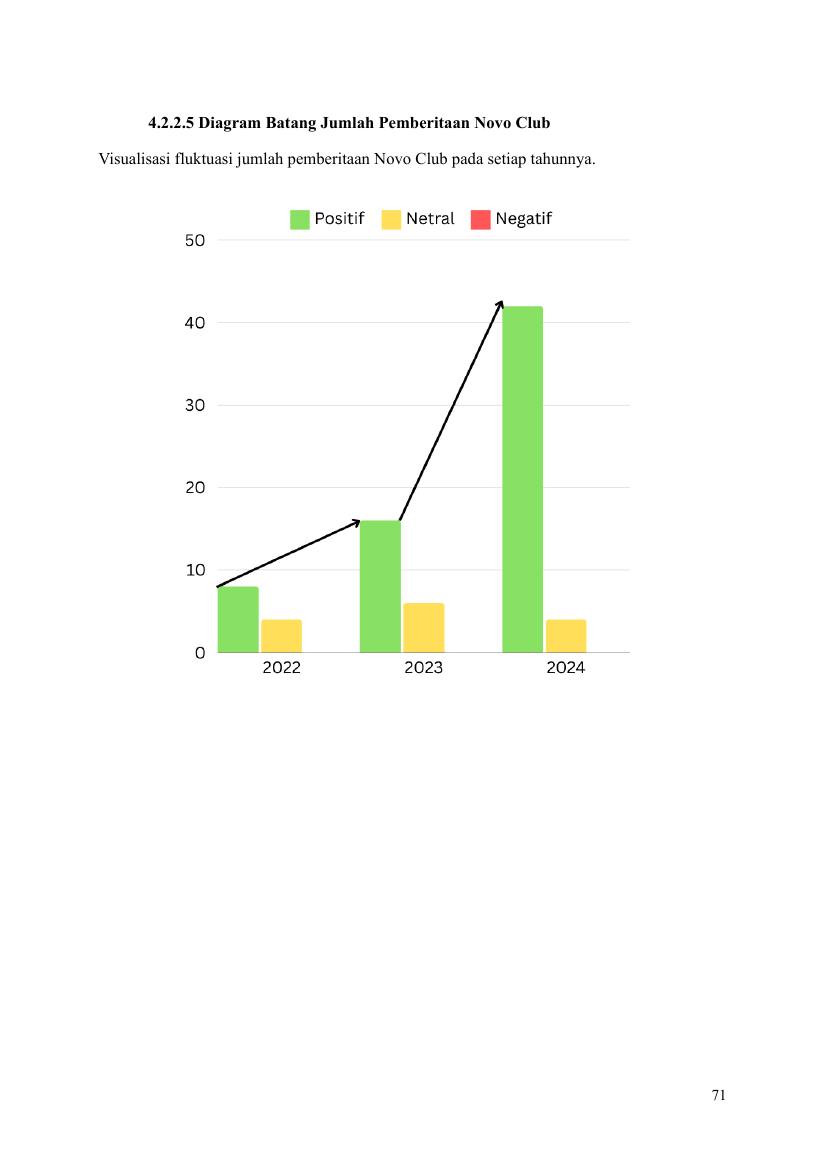 4.2.2.5 Diagram Batang Jumlah Pemberitaan Novo Club
Visualisasi fluktuasi jumlah pemberitaan Novo Club pada setiap tahunnya.
Positif Netral Negatif
50
40
30
20
10
0
2022 2023 2024
71